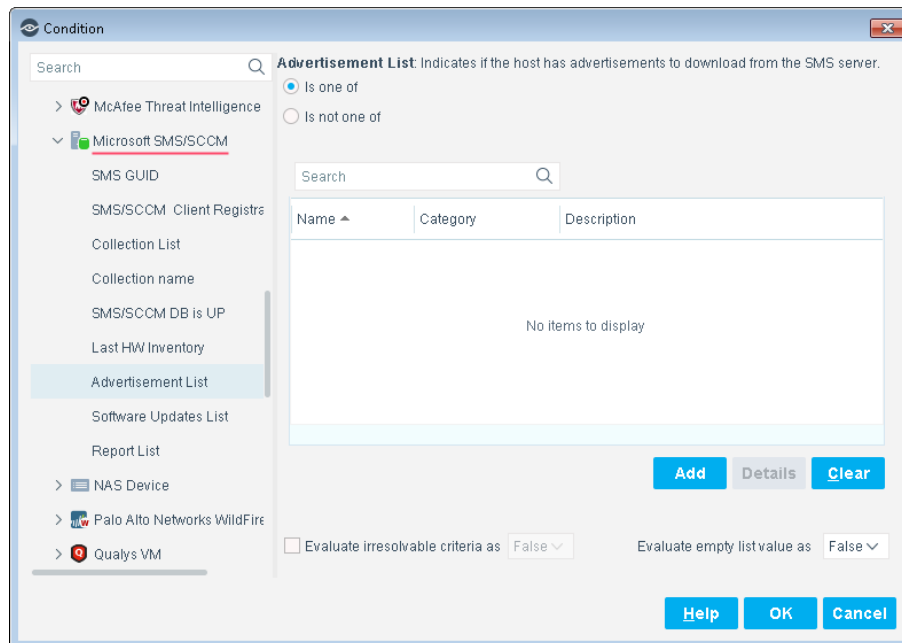 Condition
Search
Advertisement List: Indicates if the host has advertisements to download from the SMS server.
Is one of
Is not one of
McAfee Threat Intelligence
Microsoft SMS/SCCM
SMS GUID
SMS/SCCM Client Registra
Collection List
Collection name
SMS/SCCM DB is UP
Last HW Inventory
Advertisement List
Software Updates List
Report List
NAS Device
Palo Alto Networks WildFire
Qualys VM
Search
Name Category Description
No items to display
Add Details Clear
Evaluate irresolvable criteria as False Evaluate empty list value as False
Help OK Cancel